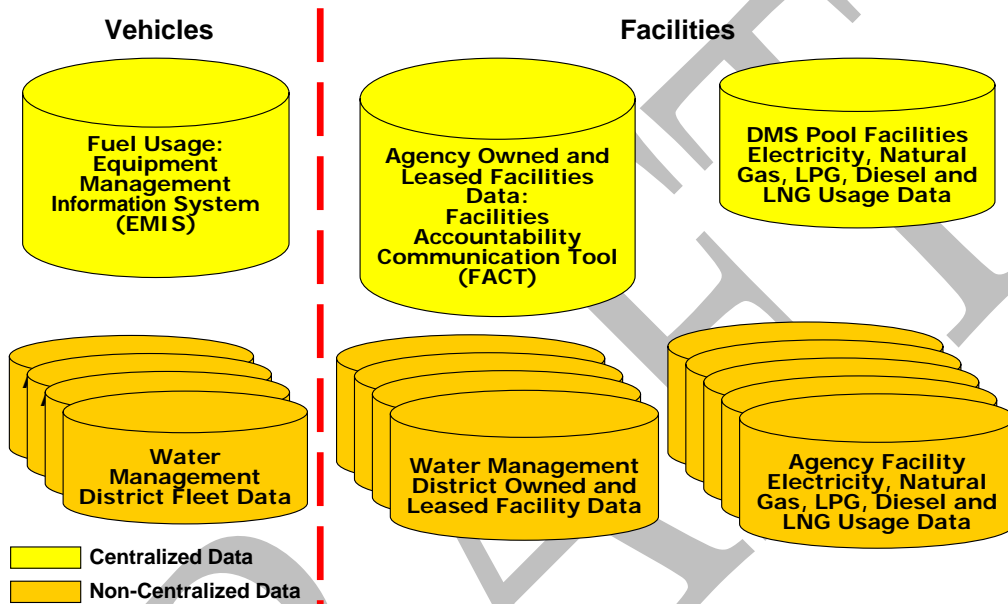 Vehicles
Facilities
Fuel Usage:
Equipment
Management
Information System
(EMIS)
Agency Owned and
Leased Facilities
Data:
Facilities
Accountability
Communication Tool
(FACT)
DMS Pool Facilities
Electricity, Natural
Gas, LPG, Diesel and
LNG Usage Data
Water
Management
District Fleet Data
Water Management
District Owned and
Leased Facility Data
Agency Facility
Electricity, Natural
Gas, LPG, Diesel and
LNG Usage Data
Centralized Data
Non-Centralized Data